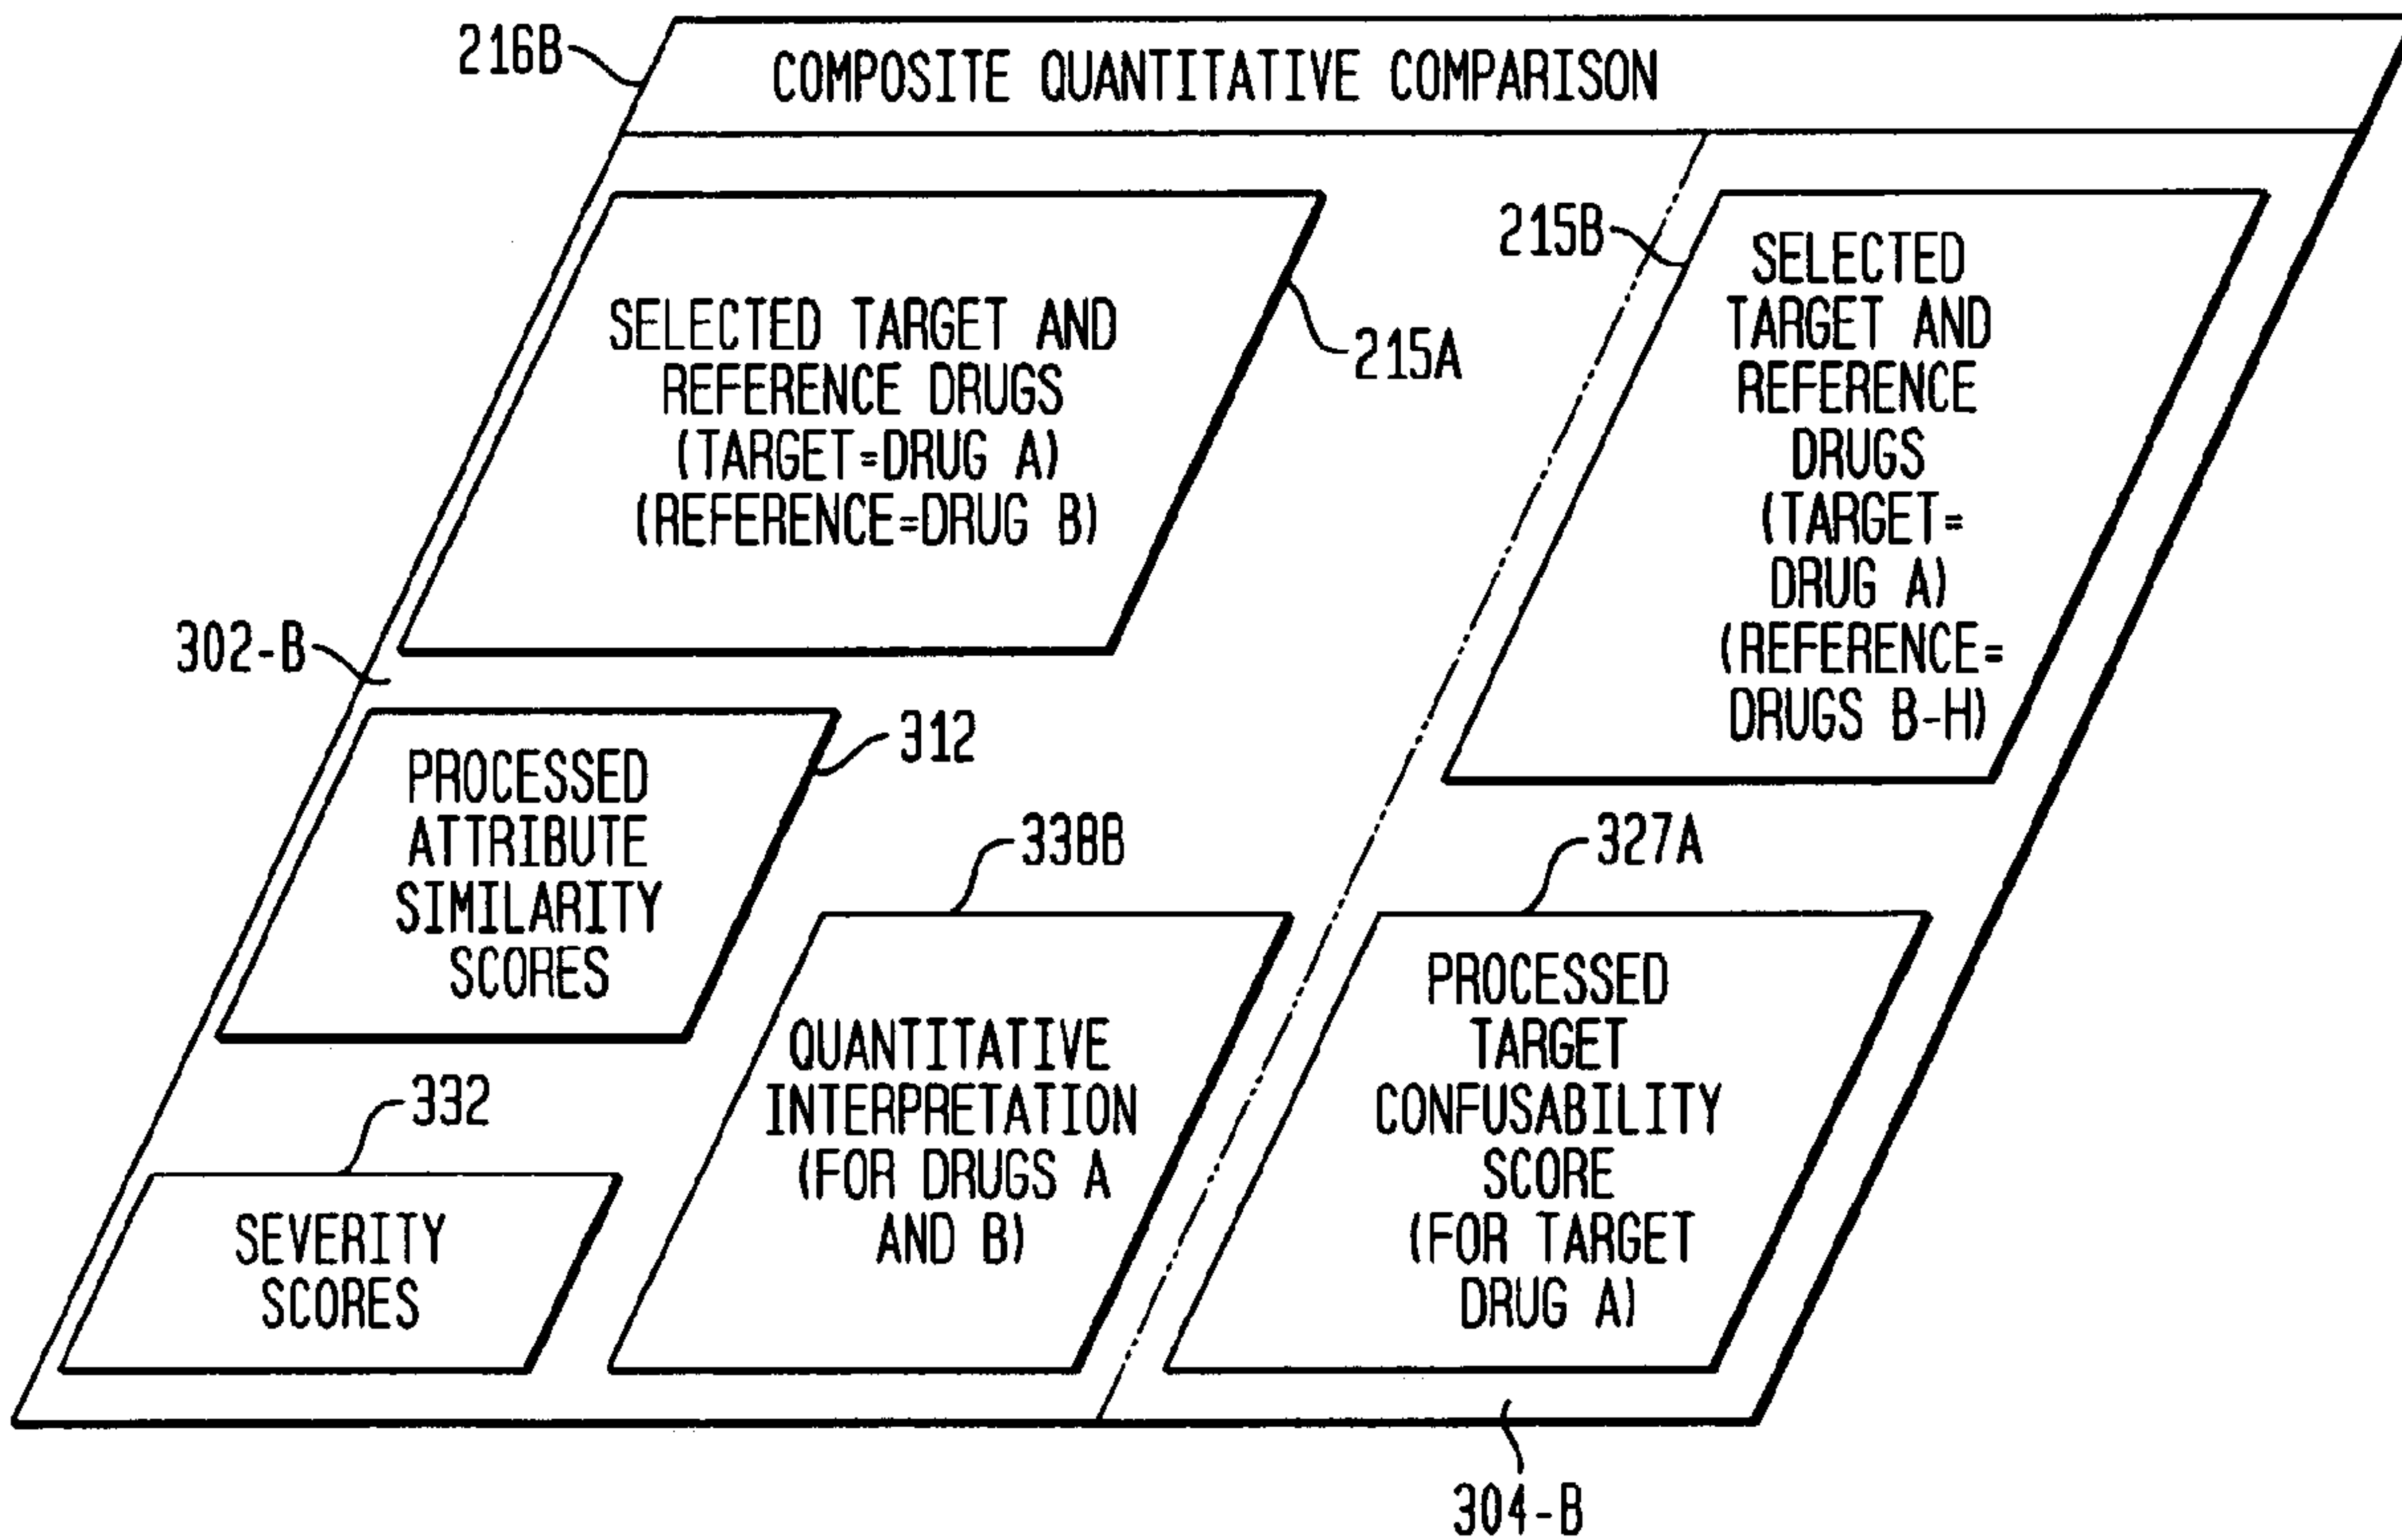 216B
COMPOSITE QUANTITATIVE COMPARISON
SELECTED TARGET AND
REFERENCE DRUGS
(TARGET=DRUG A)
(REFERENCE=DRUG B)
215A
215B
SELECTED
TARGET AND
REFERENCE
DRUGS
(TARGET=
DRUG A)
(REFERENCE=
DRUGS B-H)
302-B
PROCESSED
ATTRIBUTE
SIMILARITY
SCORES
312
338B
QUANTITATIVE
INTERPRETATION
(FOR DRUGS A
AND B)
327A
PROCESSED
TARGET
CONFUSABILITY
SCORE
(FOR TARGET
DRUG A)
332
SEVERITY
SCORES
304-B